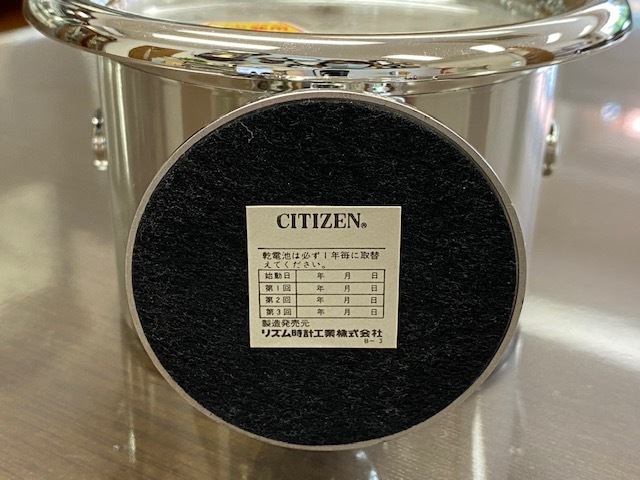 CITIZEN®
乾電池は必ず1年毎に取替
えてください。
始動日 年 月 日
第1回 年 月 日
第2回 年 月 日
第3回 年 月 日
製造発売元
リズム時計工業株式会社
B-3